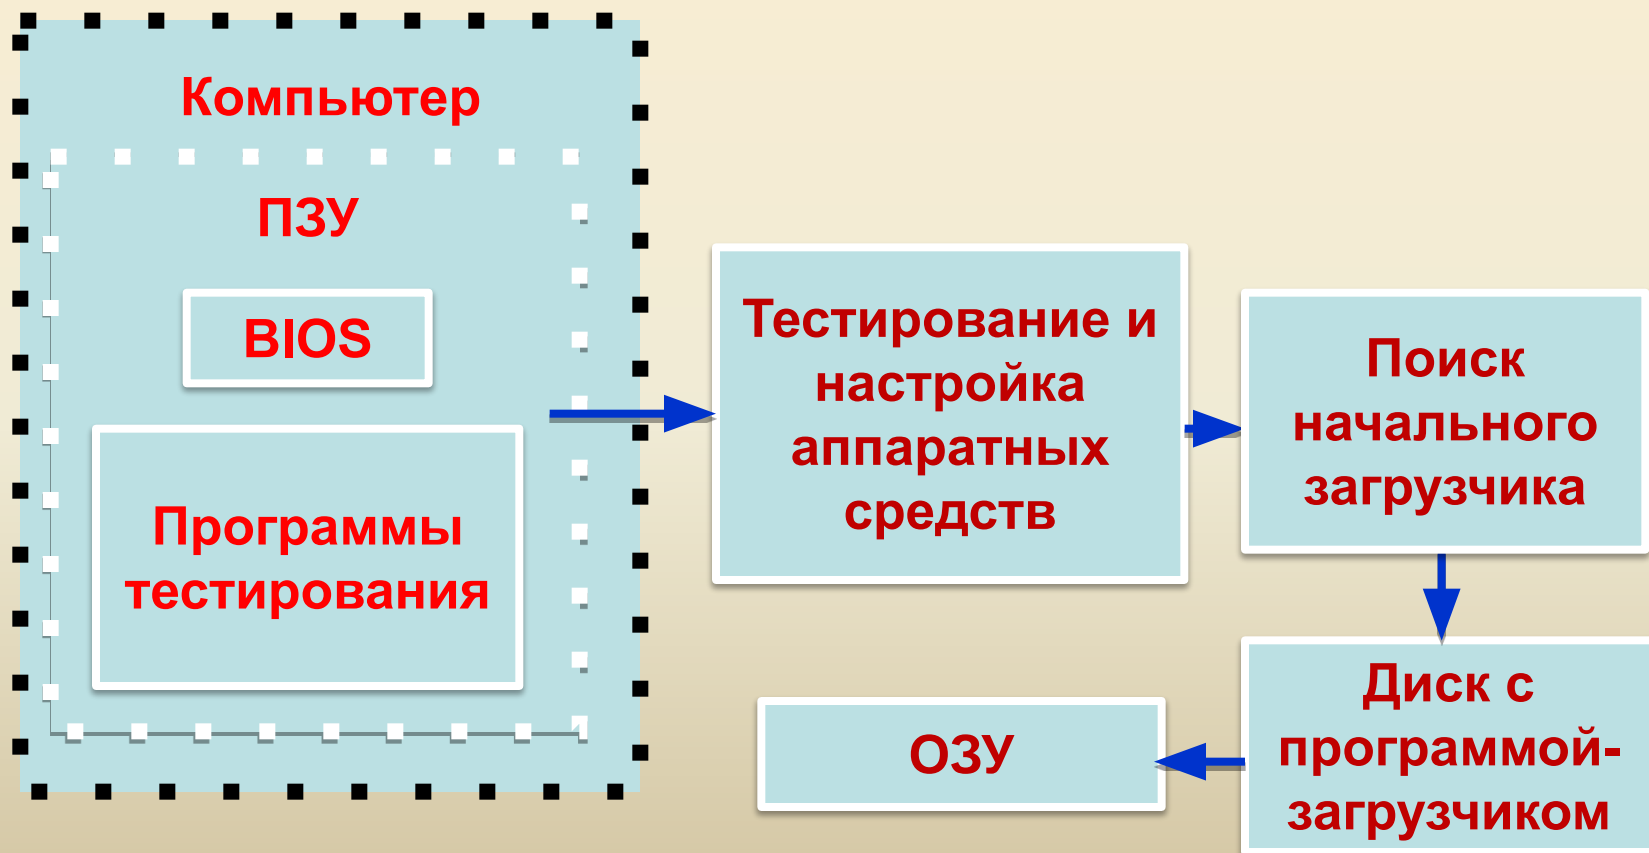 Компьютер
ПЗУ
BIOS
Программы
тестирования
Тестирование и
настройка
аппаратных
средств
Поиск
начального
загрузчика
Диск с
программой-
загрузчиком
ОЗУ